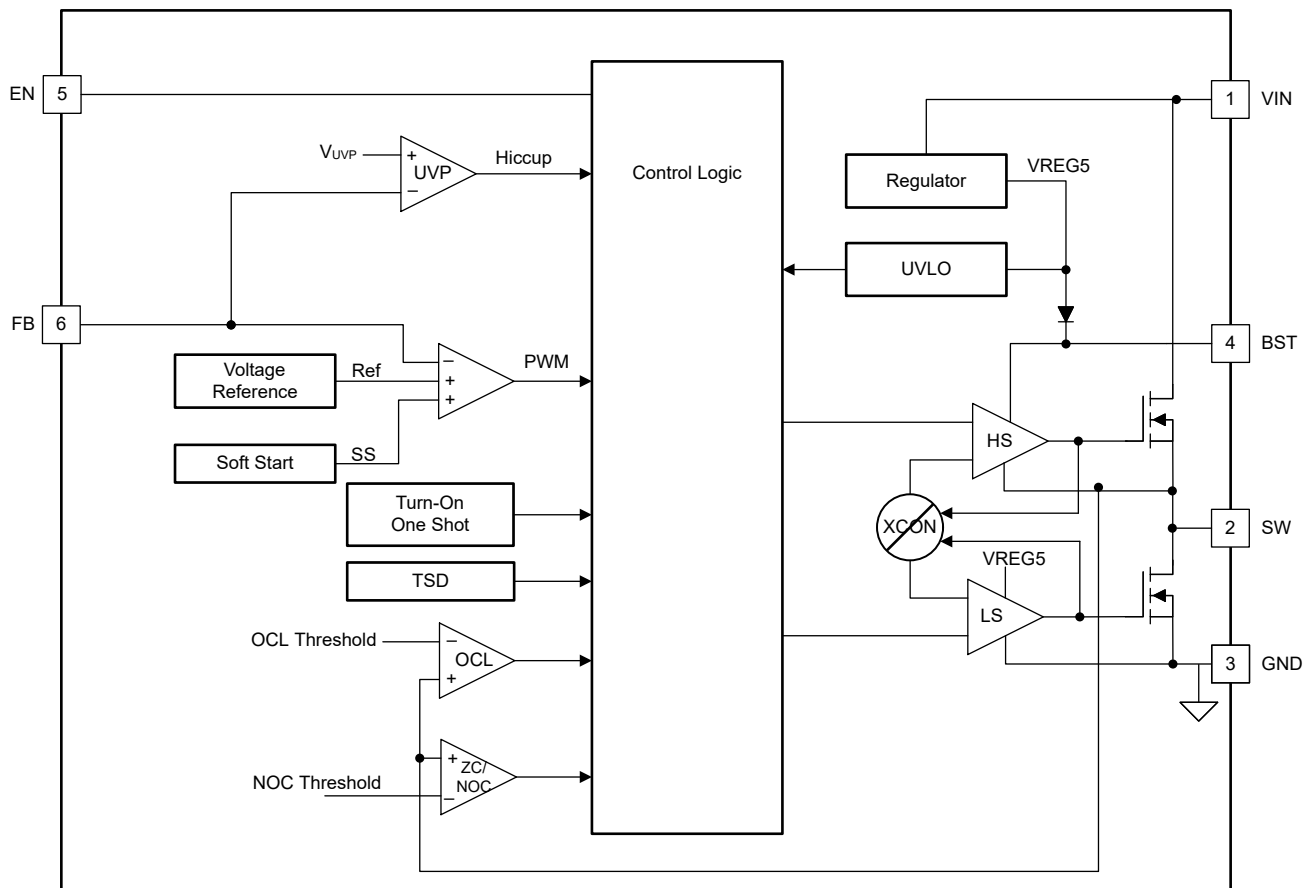 EN
5
1
VIN
VUVP
+
UVP
−
Hiccup
Control Logic
Regulator
VREG5
UVLO
FB
6
4
BST
Voltage
Reference
Ref
−
+
+
PWM
Soft Start
SS
HS
Turn-On
One Shot
XCON
2
SW
TSD
VREG5
LS
OCL Threshold
−
OCL
+
3
GND
NOC Threshold
+
ZC/
NOC
−